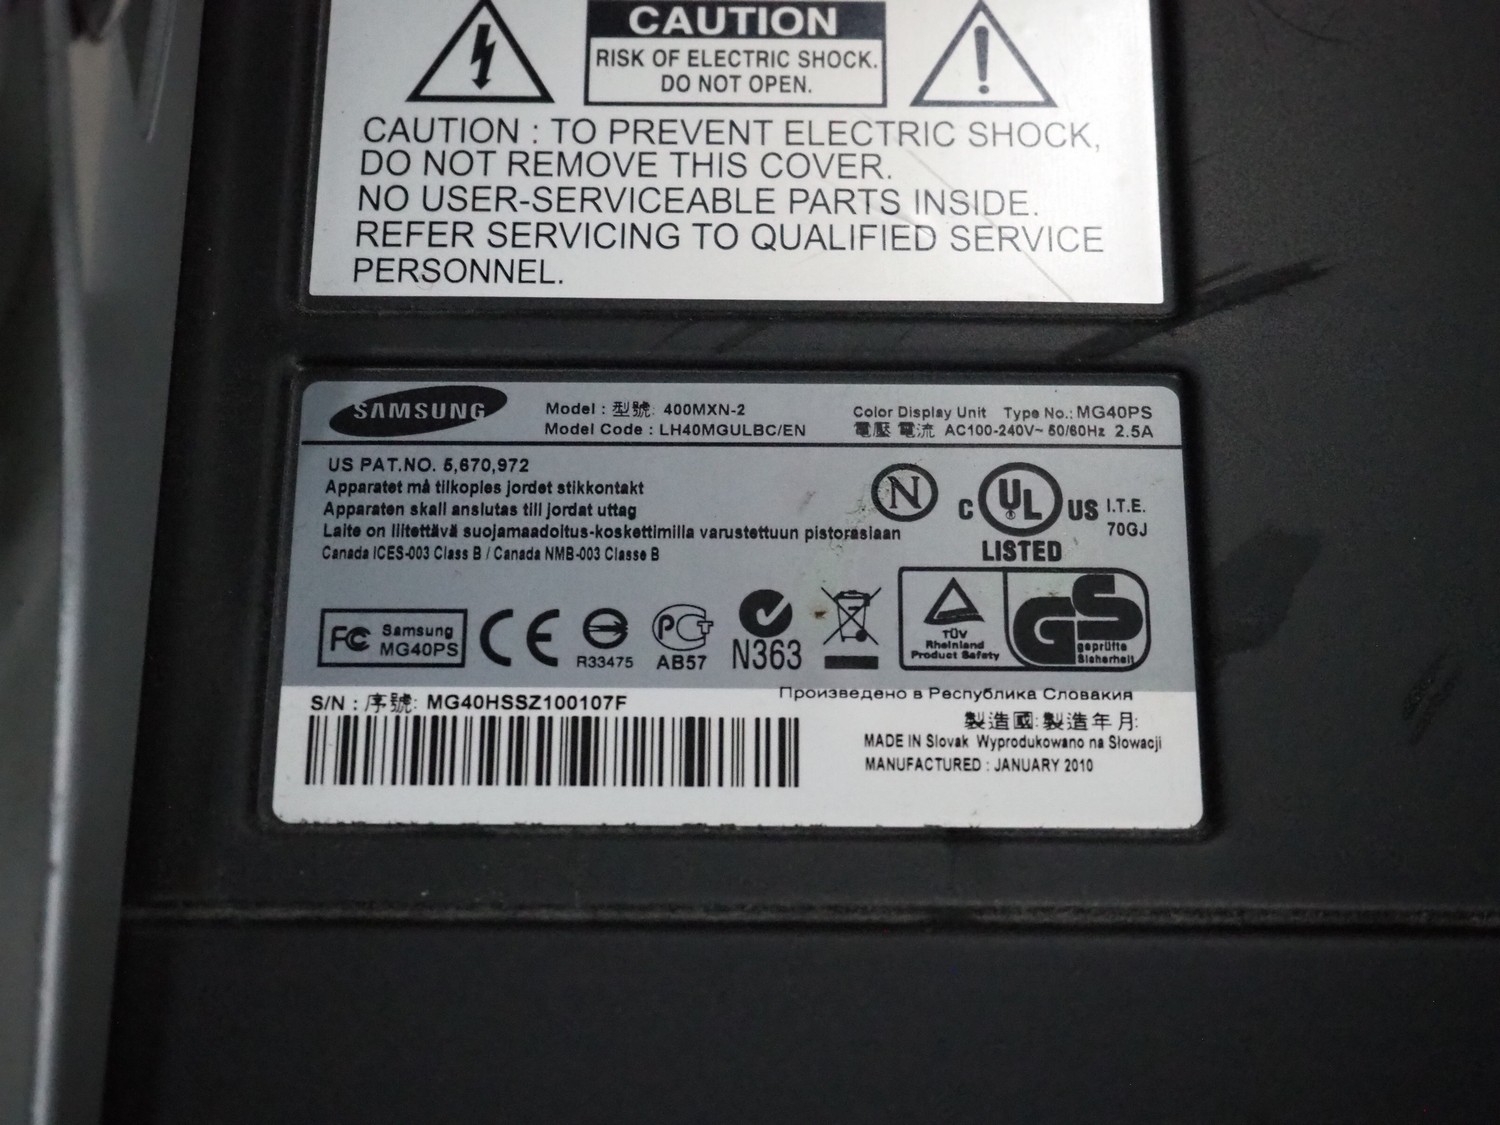 CAUTION
RISK OF ELECTRIC SHOCK.
DO NOT OPEN.
CAUTION : TO PREVENT ELECTRIC SHOCK,
DO NOT REMOVE THIS COVER.
NO USER-SERVICEABLE PARTS INSIDE.
REFER SERVICING TO QUALIFIED SERVICE
PERSONNEL.
SAMSUNG
Model : 型號: 400MXN-2
Model Code : LH40MGULBC/EN
Color Display Unit Type No.: MG40PS
電壓 電流 AC100-240V~ 50/60Hz 2.5A
US PAT.NO. 5,670,972
Apparatet må tilkoples jordet stikkontakt
Apparaten skall anslutas till jordat uttag
Laite on liitettävä suojamaadoitus-koskettimilla varustettuun pistorasiaan
Canada ICES-003 Class B / Canada NMB-003 Classe B
N
C UL US I.T.E.
70GJ
LISTED
FC Samsung
MG40PS
CE
R33475
РСТ
AB57
N363
TÜV
Rheinland
Product Safety
GS
geprüfte
Sicherheit
S/N : 序號: MG40HSSZ100107F
Произведено в Республика Словакия
製造國: 製造年月:
MADE IN Slovak Wyprodukowano na Słowacji
MANUFACTURED : JANUARY 2010